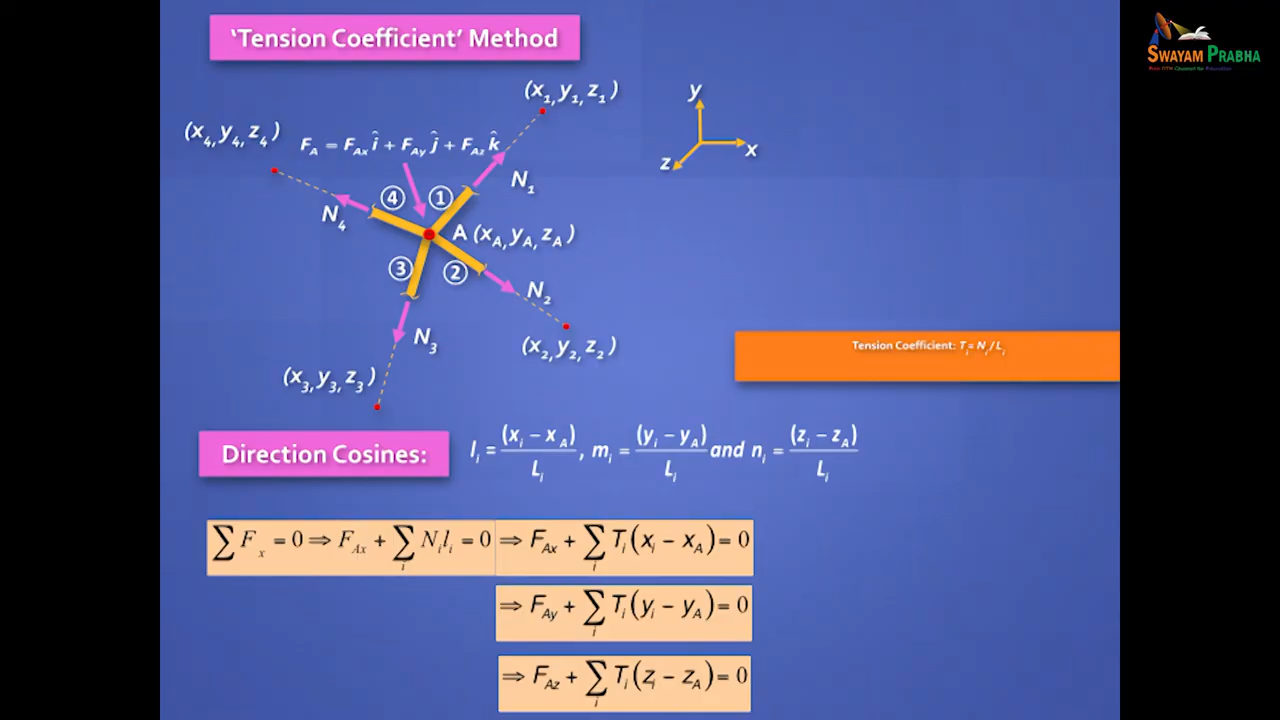 'Tension Coefficient' Method
SWAYAM PRABHA
(x₁, y₁, z₁)
y
x
z
(x₄, y₄, z₄)
F_A = F_Ax î + F_Ay ĵ + F_Az k̂
N₁
④ ①
N₄
A (x_A, y_A, z_A)
③ ②
N₂
N₃
(x₂, y₂, z₂)
Tension Coefficient: T_i = N_i / L_i
(x₃, y₃, z₃)
Direction Cosines:
l_i = (x_i − x_A) / L_i , m_i = (y_i − y_A) / L_i and n_i = (z_i − z_A) / L_i
∑ F_x = 0 ⇒ F_Ax + ∑_i N_i l_i = 0 ⇒ F_Ax + ∑_i T_i (x_i − x_A) = 0
⇒ F_Ay + ∑_i T_i (y_i − y_A) = 0
⇒ F_Az + ∑_i T_i (z_i − z_A) = 0